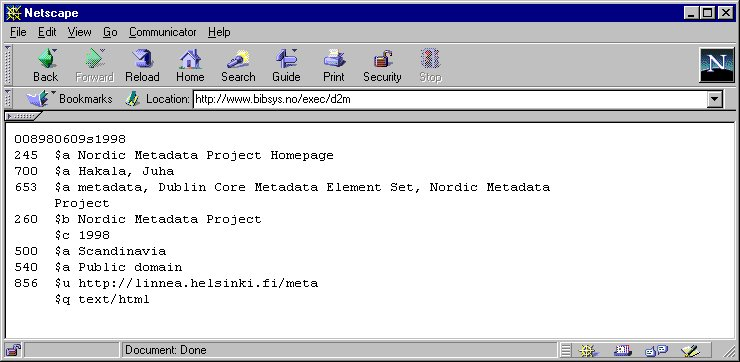 Netscape
File Edit View Go Communicator Help
Back Forward Reload Home Search Guide Print Security Stop
N
Bookmarks Location: http://www.bibsys.no/exec/d2m
008980609s1998
245 $a Nordic Metadata Project Homepage
700 $a Hakala, Juha
653 $a metadata, Dublin Core Metadata Element Set, Nordic Metadata
Project
260 $b Nordic Metadata Project
$c 1998
500 $a Scandinavia
540 $a Public domain
856 $u http://linnea.helsinki.fi/meta
$q text/html
Document: Done